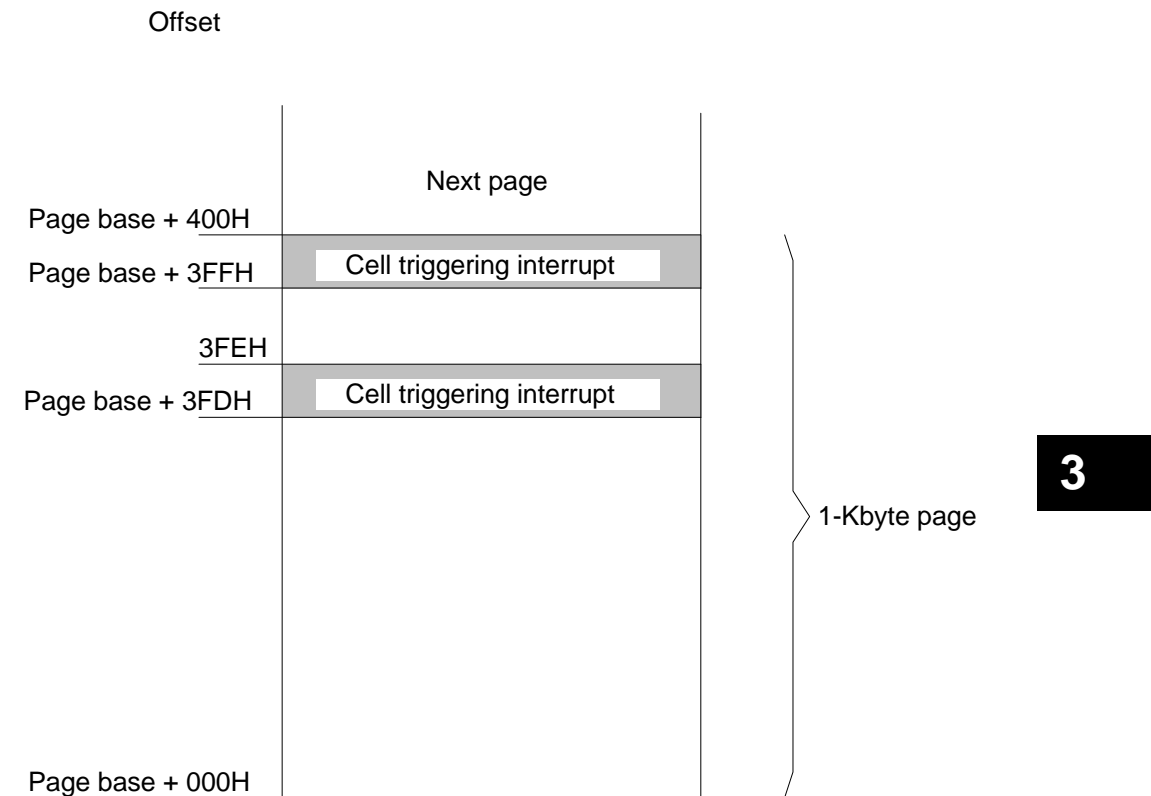 Offset
Next page
Page base + 400H
Cell triggering interrupt
Page base + 3FFH
3FEH
Cell triggering interrupt
Page base + 3FDH
3
1-Kbyte page
Page base + 000H